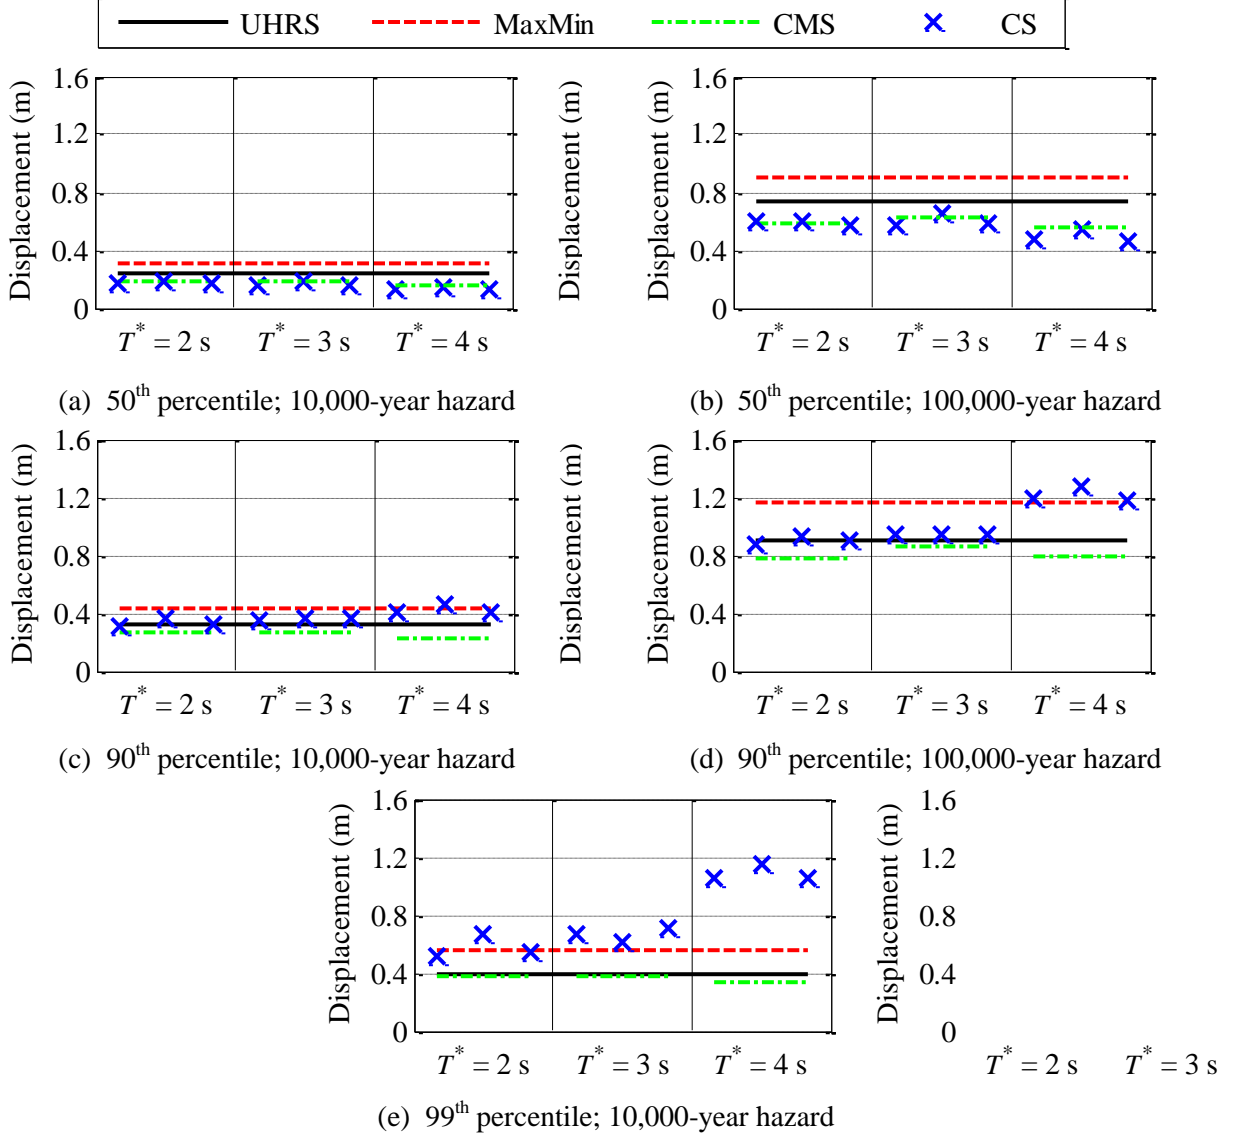 UHRS MaxMin CMS CS
Displacement (m)
1.6
1.2
0.8
0.4
0
T* = 2 s T* = 3 s T* = 4 s
(a) 50th percentile; 10,000-year hazard
Displacement (m)
1.6
1.2
0.8
0.4
0
T* = 2 s T* = 3 s T* = 4 s
(b) 50th percentile; 100,000-year hazard
Displacement (m)
1.6
1.2
0.8
0.4
0
T* = 2 s T* = 3 s T* = 4 s
(c) 90th percentile; 10,000-year hazard
Displacement (m)
1.6
1.2
0.8
0.4
0
T* = 2 s T* = 3 s T* = 4 s
(d) 90th percentile; 100,000-year hazard
Displacement (m)
1.6
1.2
0.8
0.4
0
T* = 2 s T* = 3 s T* = 4 s
(e) 99th percentile; 10,000-year hazard
Displacement (m)
1.6
1.2
0.8
0.4
0
T* = 2 s T* = 3 s